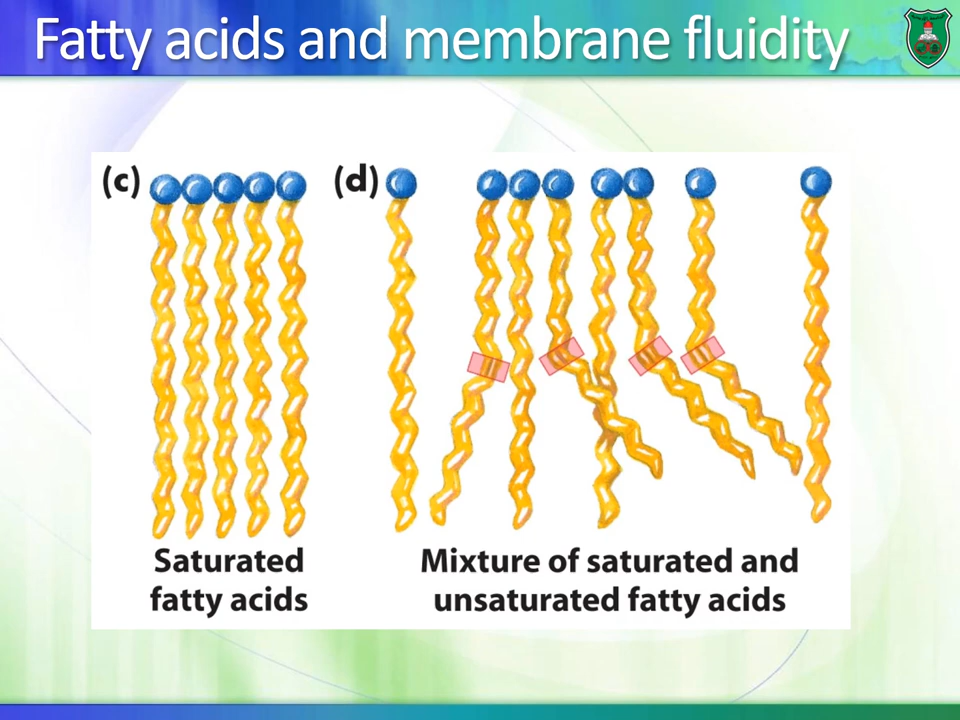 Fatty acids and membrane fluidity
(c)
(d)
Saturated
fatty acids
Mixture of saturated and
unsaturated fatty acids